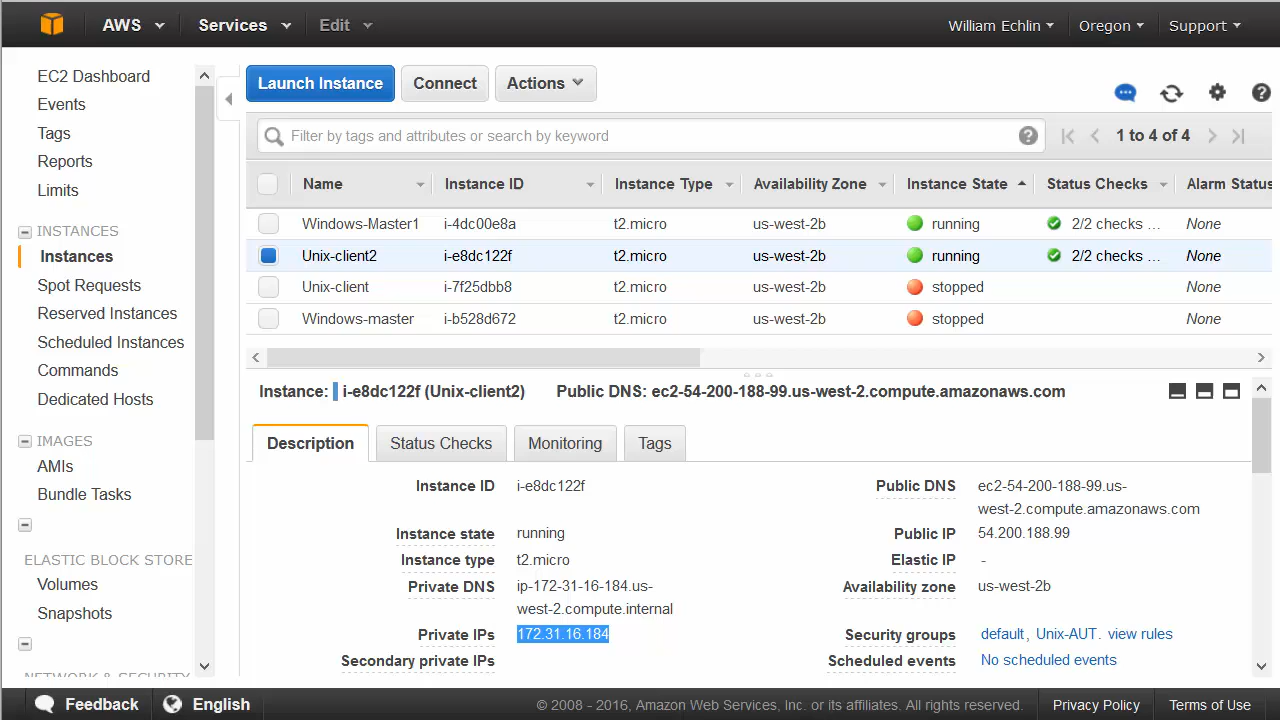 AWS Services Edit William Echlin Oregon Support
EC2 Dashboard
Events
Tags
Reports
Limits
INSTANCES
Instances
Spot Requests
Reserved Instances
Scheduled Instances
Commands
Dedicated Hosts
IMAGES
AMIs
Bundle Tasks
ELASTIC BLOCK STORE
Volumes
Snapshots
NETWORK & SECURITY
Launch Instance Connect Actions
Filter by tags and attributes or search by keyword 1 to 4 of 4
Name Instance ID Instance Type Availability Zone Instance State Status Checks Alarm Status
Windows-Master1 i-4dc00e8a t2.micro us-west-2b running 2/2 checks ... None
Unix-client2 i-e8dc122f t2.micro us-west-2b running 2/2 checks ... None
Unix-client i-7f25dbb8 t2.micro us-west-2b stopped None
Windows-master i-b528d672 t2.micro us-west-2b stopped None
Instance: i-e8dc122f (Unix-client2) Public DNS: ec2-54-200-188-99.us-west-2.compute.amazonaws.com
Description Status Checks Monitoring Tags
Instance ID i-e8dc122f Public DNS ec2-54-200-188-99.us-
west-2.compute.amazonaws.com
Instance state running Public IP 54.200.188.99
Instance type t2.micro Elastic IP -
Private DNS ip-172-31-16-184.us- Availability zone us-west-2b
west-2.compute.internal
Private IPs 172.31.16.184 Security groups default, Unix-AUT. view rules
Secondary private IPs Scheduled events No scheduled events
Feedback English © 2008 - 2016, Amazon Web Services, Inc. or its affiliates. All rights reserved. Privacy Policy Terms of Use